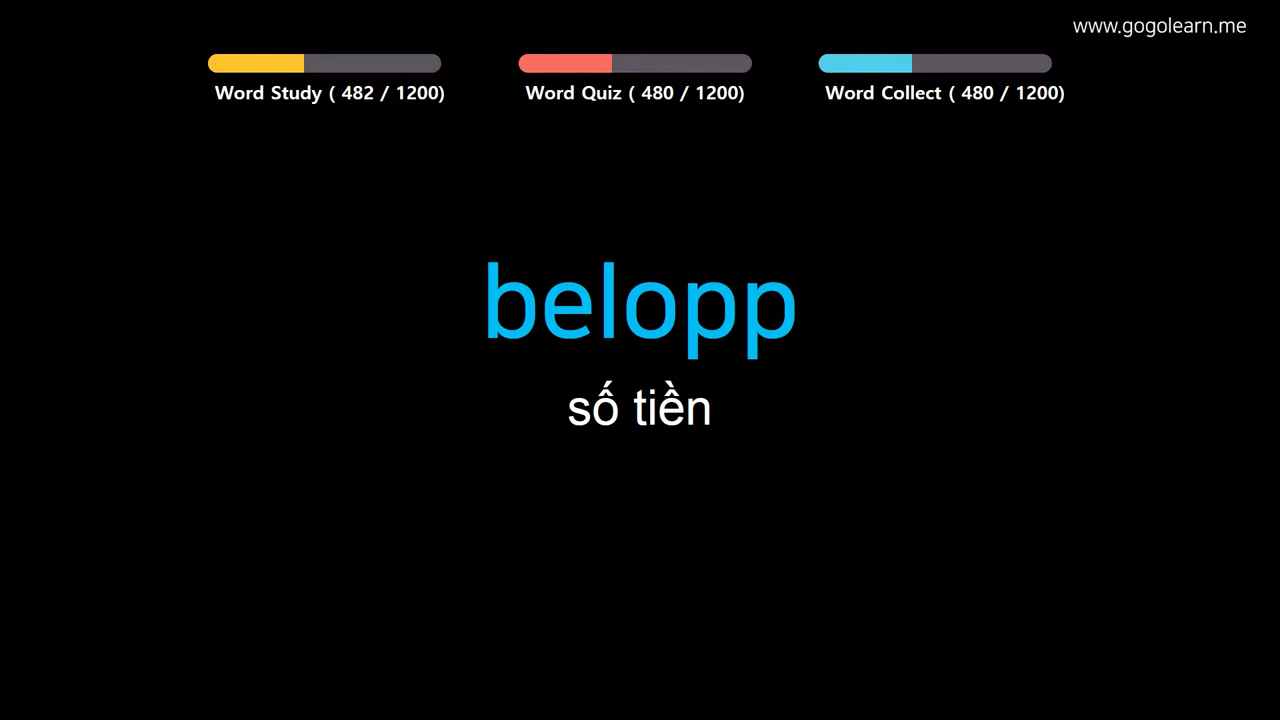 www.gogolearn.me
Word Study ( 482 / 1200)
Word Quiz ( 480 / 1200)
Word Collect ( 480 / 1200)
belopp
số tiền